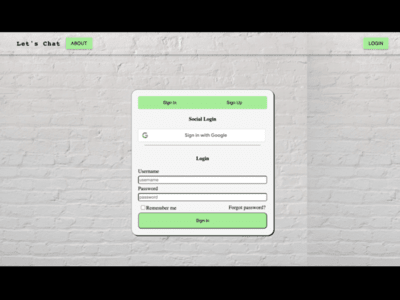 Let's Chat ABOUT LOGIN
Sign in Sign Up
Social Login
Sign in with Google
Login
Username
username
Password
password
Remember me Forgot password?
Sign in